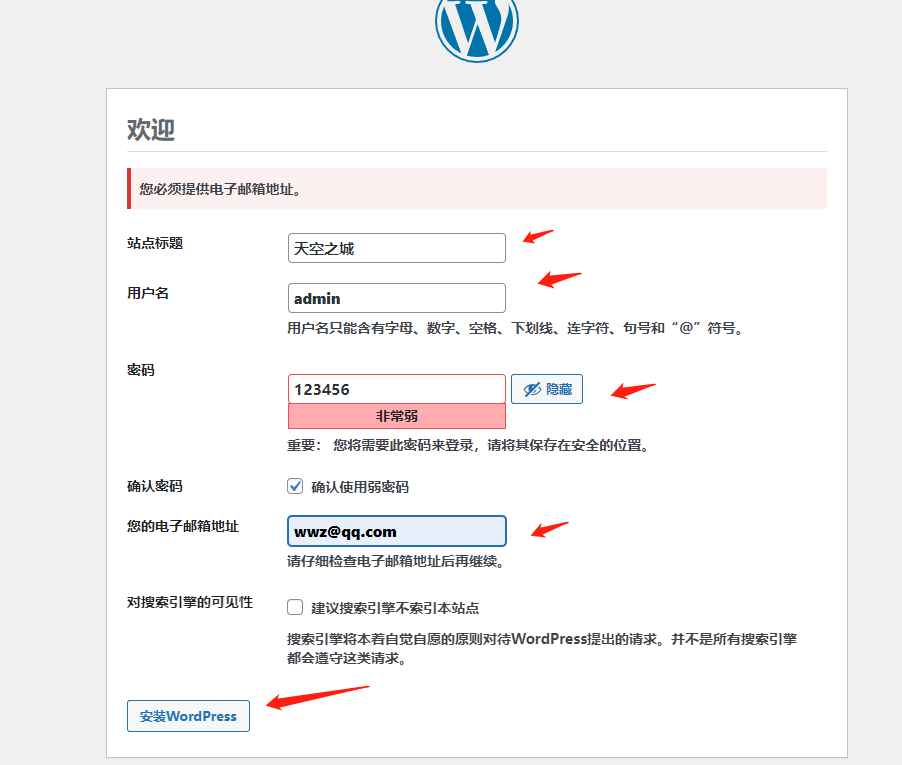 欢迎
您必须提供电子邮箱地址。
站点标题
天空之城
用户名
admin
用户名只能含有字母、数字、空格、下划线、连字符、句号和“@”符号。
密码
123456
隐藏
非常弱
重要： 您将需要此密码来登录，请将其保存在安全的位置。
确认密码
确认使用弱密码
您的电子邮箱地址
wwz@qq.com
请仔细检查电子邮箱地址后再继续。
对搜索引擎的可见性
建议搜索引擎不索引本站点
搜索引擎将本着自觉自愿的原则对待WordPress提出的请求。并不是所有搜索引擎
都会遵守这类请求。
安装WordPress